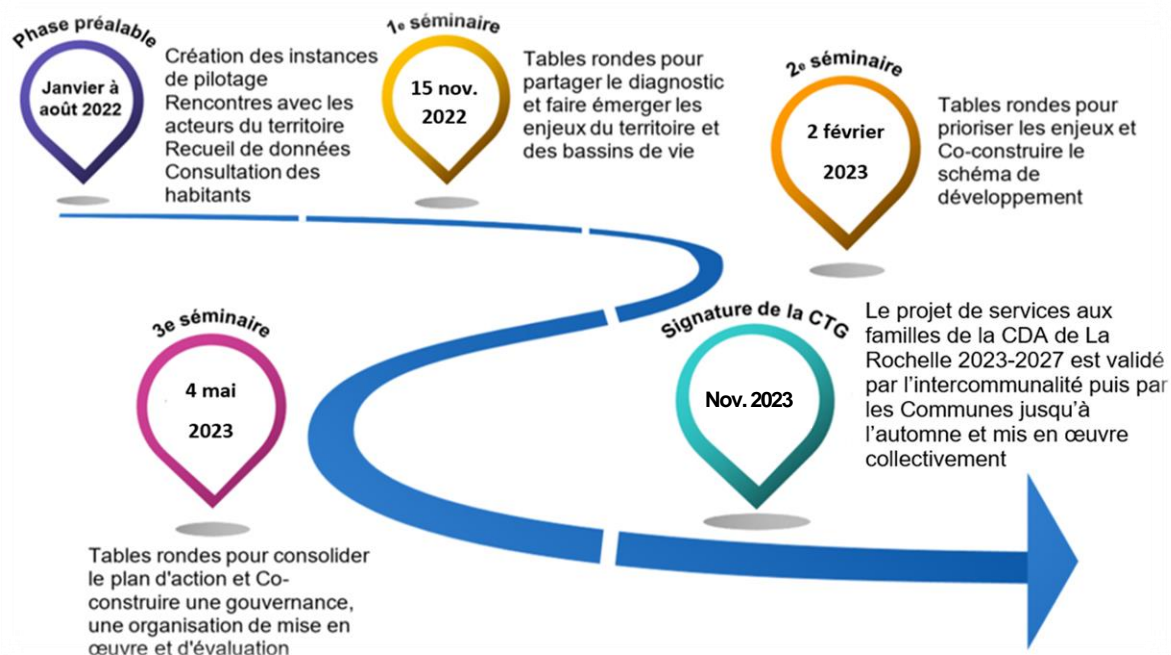 Phase préalable
Janvier à
août 2022
Création des instances
de pilotage
Rencontres avec les
acteurs du territoire
Recueil de données
Consultation des
habitants
1e séminaire
15 nov.
2022
Tables rondes pour
partager le diagnostic
et faire émerger les
enjeux du territoire et
des bassins de vie
2e séminaire
2 février
2023
Tables rondes pour
prioriser les enjeux et
Co-construire le
schéma de
développement
3e séminaire
4 mai
2023
Tables rondes pour consolider
le plan d'action et Co-
construire une gouvernance,
une organisation de mise en
œuvre et d'évaluation
Signature de la CTG
Nov. 2023
Le projet de services aux
familles de la CDA de La
Rochelle 2023-2027 est validé
par l'intercommunalité puis par
les Communes jusqu'à
l'automne et mis en œuvre
collectivement